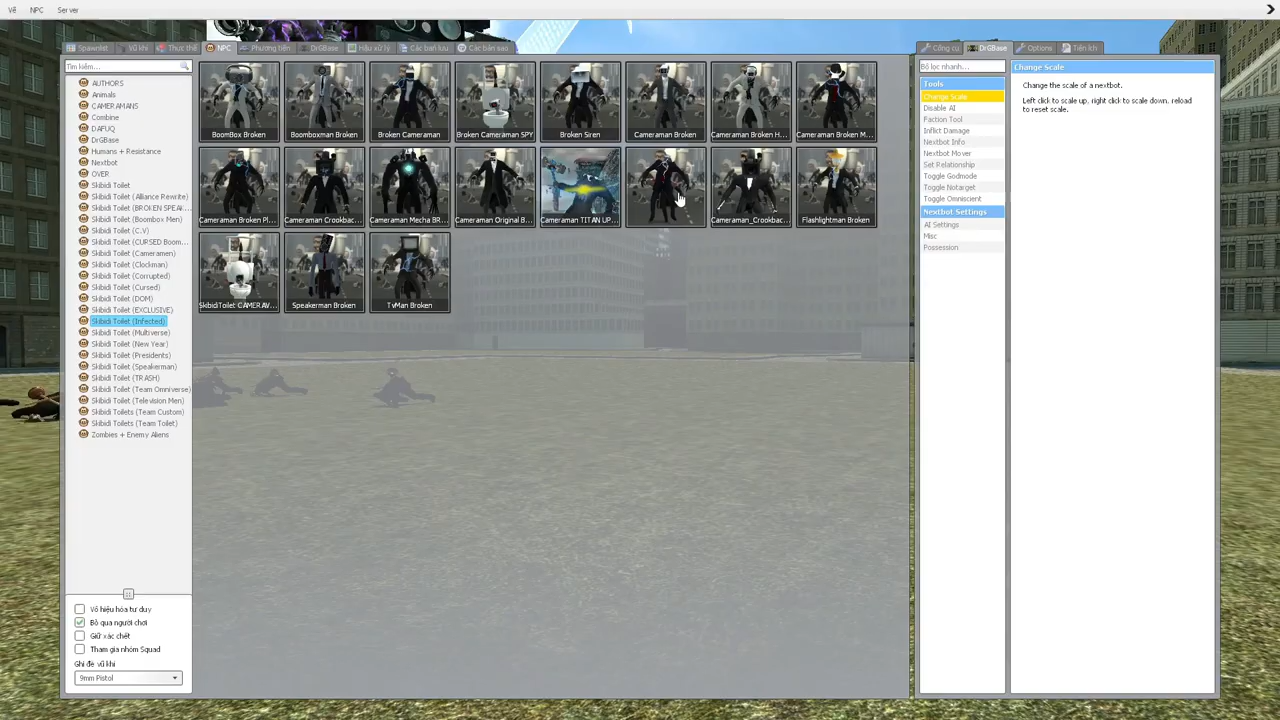 Vẽ NPC Server
Spawnlist Vũ khí Thực thể NPC Phương tiện DrGBase Hậu xử lý Các bản lưu Các bản sao
Công cụ DrGBase Options Tiện ích
Tìm kiếm...
AUTHORS
Animals
CAMERAMANS
Combine
DAFUQ
DrGBase
Humans + Resistance
Nextbot
OVER
Skibidi Toilet
Skibidi Toilet (Alliance Rewrite)
Skibidi Toilet (BROKEN SPEAK...
Skibidi Toilet (Boombox Men)
Skibidi Toilet (C.V)
Skibidi Toilet (CURSED Boom...
Skibidi Toilet (Cameramen)
Skibidi Toilet (Clockman)
Skibidi Toilet (Corrupted)
Skibidi Toilet (Cursed)
Skibidi Toilet (DOM)
Skibidi Toilet (EXCLUSIVE)
Skibidi Toilet (Infected)
Skibidi Toilet (Multiverse)
Skibidi Toilet (New Year)
Skibidi Toilet (Presidents)
Skibidi Toilet (Speakerman)
Skibidi Toilet (TRASH)
Skibidi Toilet (Team Omniverse)
Skibidi Toilet (Television Men)
Skibidi Toilets (Team Custom)
Skibidi Toilets (Team Toilet)
Zombies + Enemy Aliens
Vô hiệu hóa tư duy
Bỏ qua người chơi
Giữ xác chết
Tham gia nhóm Squad
Ghi đè vũ khí
9mm Pistol
BoomBox Broken
Boomboxman Broken
Broken Cameraman
Broken Cameraman SPY
Broken Siren
Cameraman Broken
Cameraman Broken H...
Cameraman Broken M...
Cameraman Broken Pl...
Cameraman Crookbac...
Cameraman Mecha BR...
Cameraman Original B...
Cameraman TITAN UP...
Cameraman_Crookbac...
Flashlightman Broken
SkibidiToilet CAMERAV...
Speakerman Broken
TvMan Broken
Bộ lọc nhanh...
Tools
Change Scale
Disable AI
Faction Tool
Inflict Damage
Nextbot Info
Nextbot Mover
Set Relationship
Toggle Godmode
Toggle Notarget
Toggle Omniscient
Nextbot Settings
AI Settings
Misc
Possession
Change Scale
Change the scale of a nextbot.
Left click to scale up, right click to scale down, reload
to reset scale.